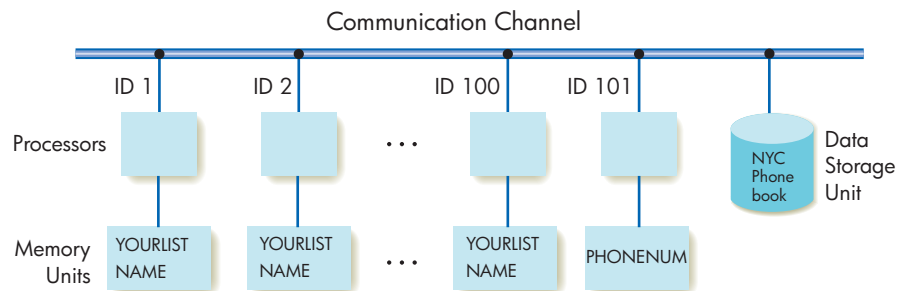 Communication Channel
ID 1
ID 2
ID 100
ID 101
Processors
...
NYC
Phone
book
Data
Storage
Unit
Memory
Units
YOURLIST
NAME
YOURLIST
NAME
...
YOURLIST
NAME
PHONENUM